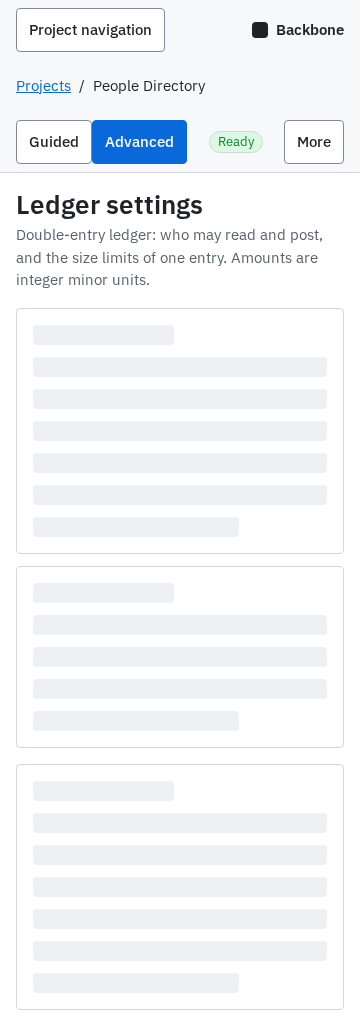 Project navigation
Backbone
Projects / People Directory
Guided
Advanced
Ready
More
Ledger settings
Double-entry ledger: who may read and post,
and the size limits of one entry. Amounts are
integer minor units.